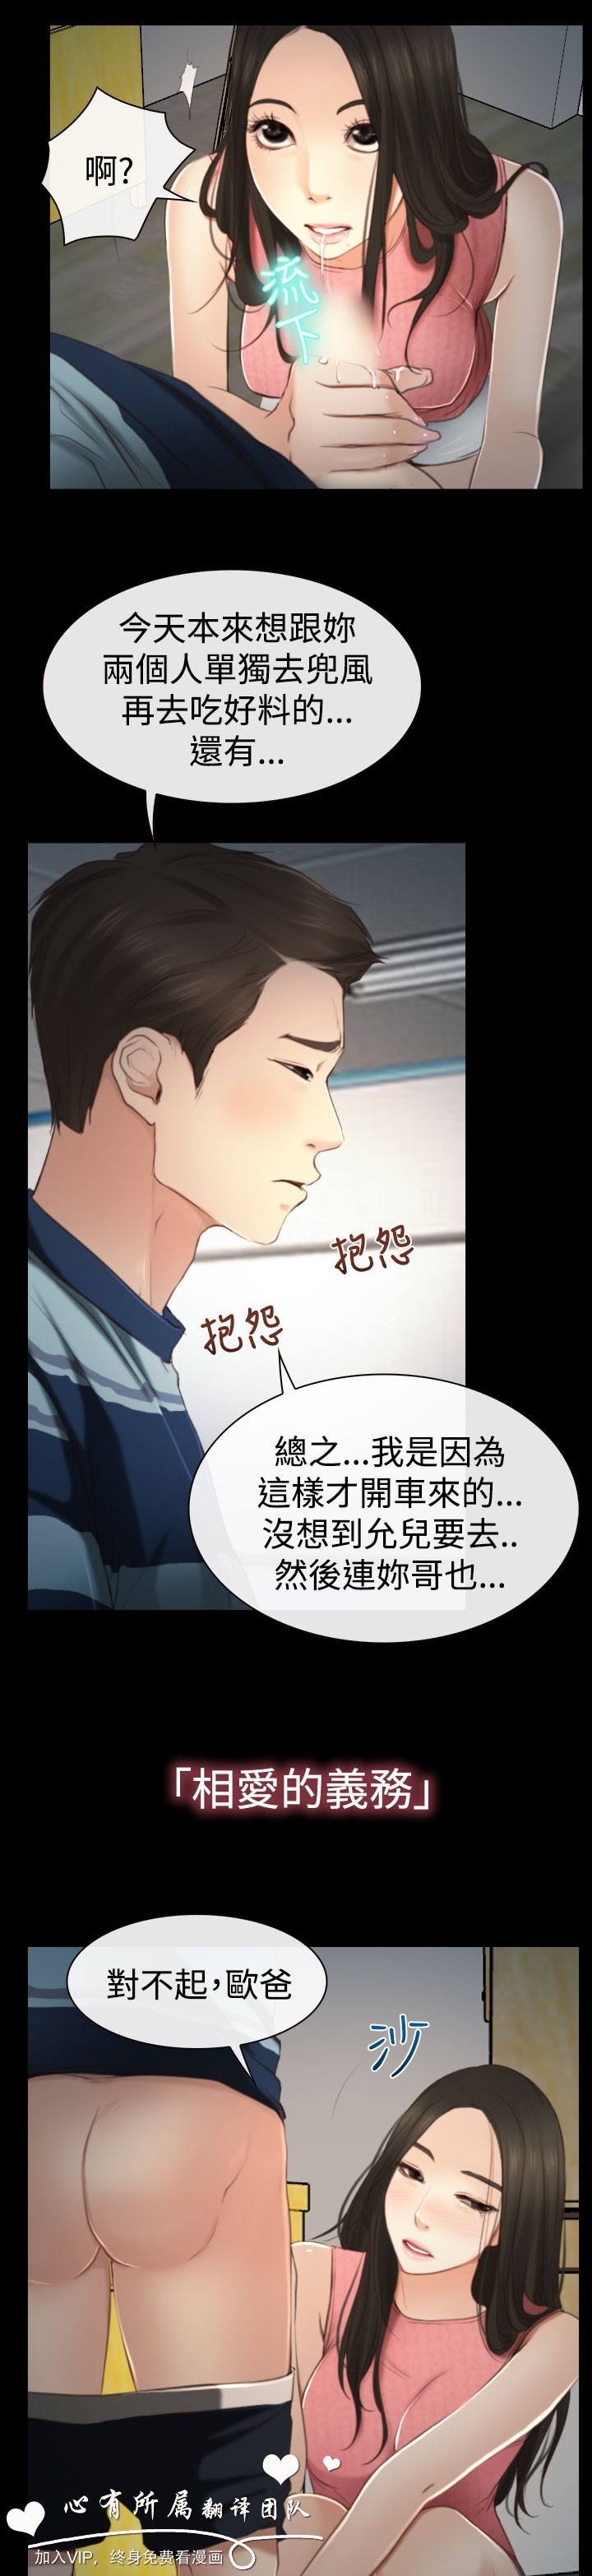 啊?
流
下
今天本來想跟妳
兩個人單獨去兜風
再去吃好料的...
還有...
抱怨
抱怨
總之...我是因為
這樣才開車來的...
沒想到允兒要去..
然後連妳哥也...
「相愛的義務」
對不起,歐爸
沙
心有所属翻译团队
加入VIP，终身免费看漫画